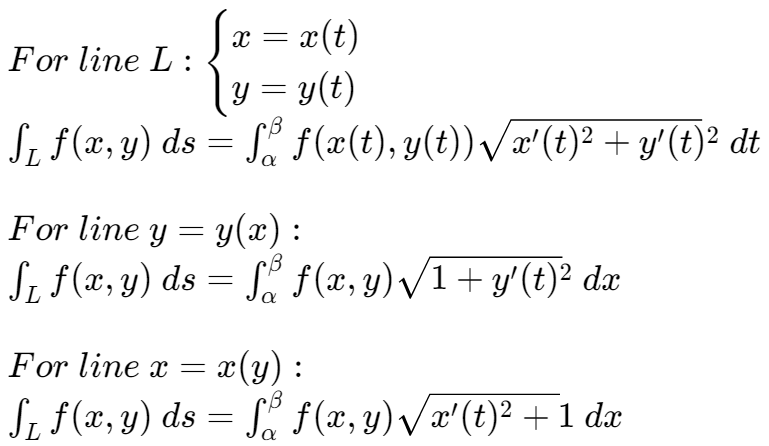 For line L : { x = x(t)
y = y(t)
∫_L f(x, y) ds = ∫_α^β f(x(t), y(t))√(x′(t)² + y′(t)²) dt
For line y = y(x) :
∫_L f(x, y) ds = ∫_α^β f(x, y)√(1 + y′(t)²) dx
For line x = x(y) :
∫_L f(x, y) ds = ∫_α^β f(x, y)√(x′(t)² + 1) dx